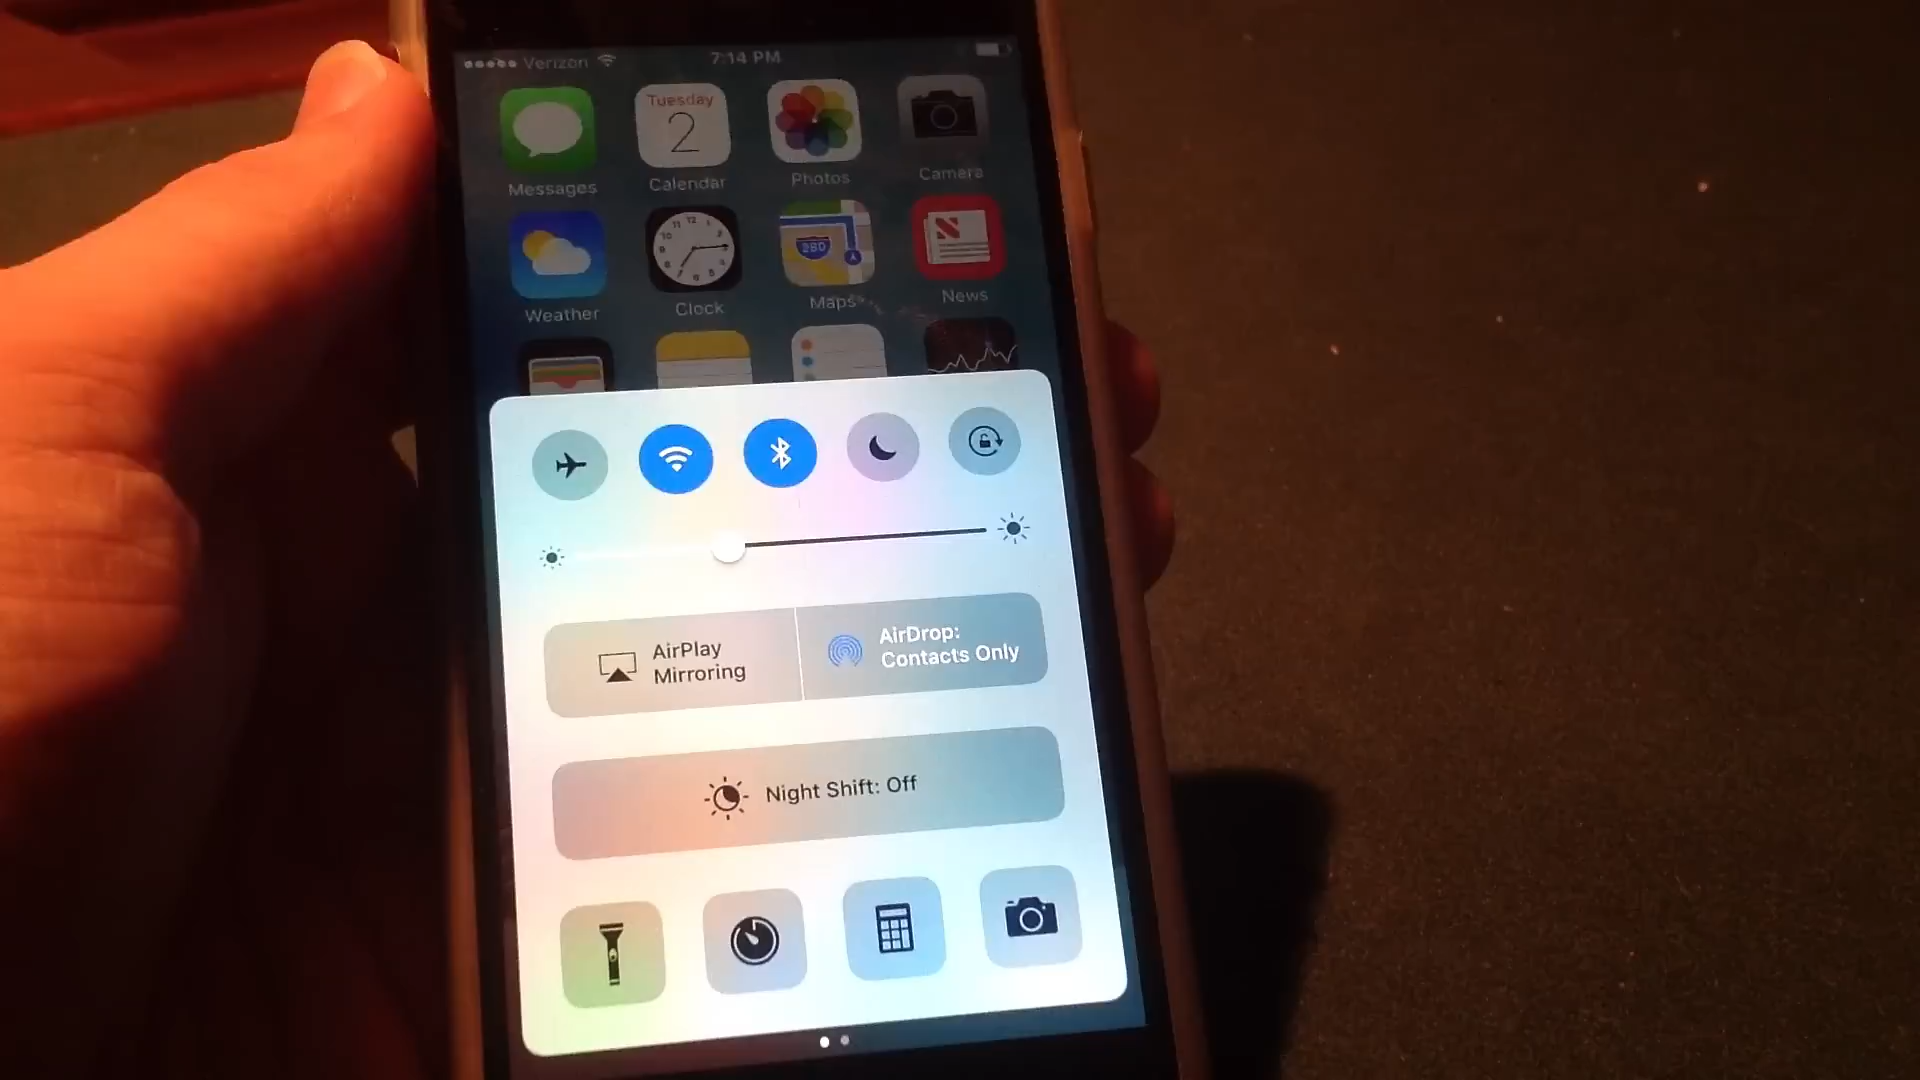 Verizon 7:14 PM
Tuesday
2
Messages Calendar Photos Camera
280
Weather Clock Maps News
AirPlay
Mirroring
AirDrop:
Contacts Only
Night Shift: Off